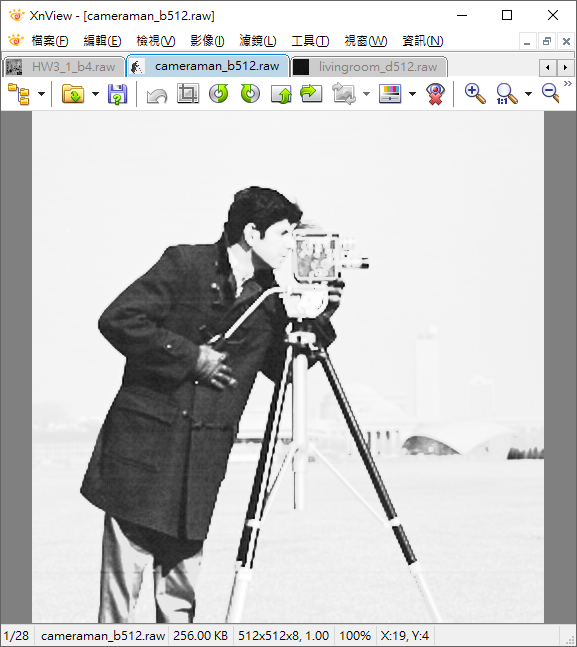 XnView - [cameraman_b512.raw]
檔案(F) 編輯(E) 檢視(V) 影像(I) 濾鏡(L) 工具(T) 視窗(W) 資訊(N)
HW3_1_b4.raw cameraman_b512.raw livingroom_d512.raw
1:1
1/28 cameraman_b512.raw 256.00 KB 512x512x8, 1.00 100% X:19, Y:4